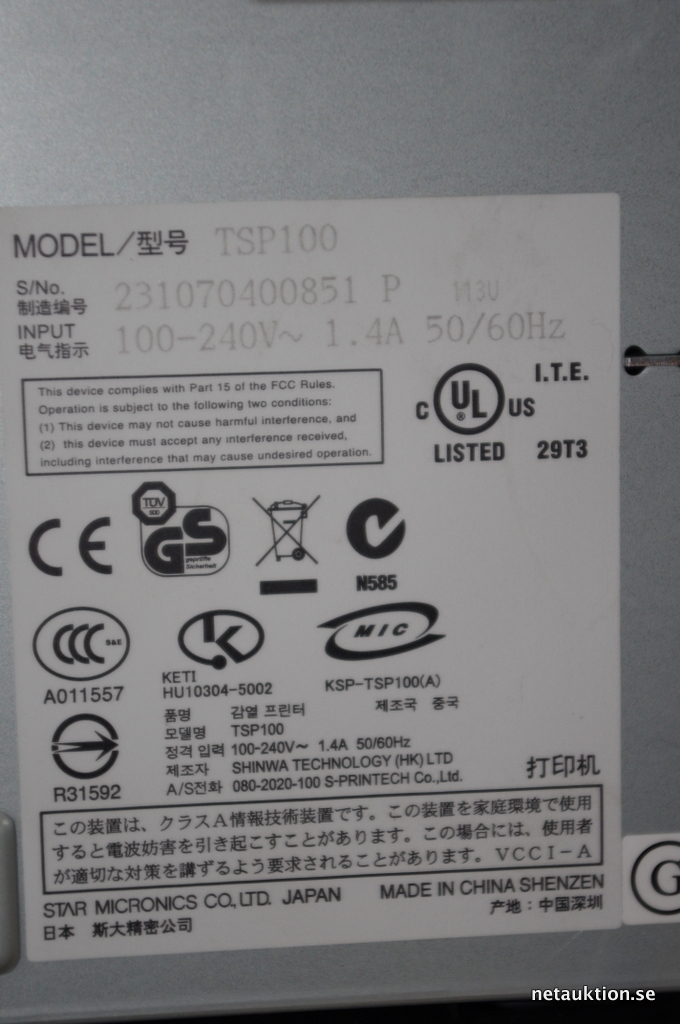 MODEL/型号 TSP100
S/No.
制造编号 231070400851 P 113U
INPUT
电气指示 100-240V~ 1.4A 50/60Hz
This device complies with Part 15 of the FCC Rules.
Operation is subject to the following two conditions:
(1) This device may not cause harmful interference, and
(2) this device must accept any interference received,
including interference that may cause undesired operation.
I.T.E.
C UL US
®
LISTED 29T3
CE
TÜV
GS
geprüfte
Sicherheit
N585
CCC S&E
A011557
K
KETI
HU10304-5002
MIC
KSP-TSP100(A)
R31592
품명 감열 프린터 제조국 중국
모델명 TSP100
정격 입력 100-240V~ 1.4A 50/60Hz
제조자 SHINWA TECHNOLOGY (HK) LTD
A/S전화 080-2020-100 S-PRINTECH Co.,Ltd.
打印机
この装置は、クラスA情報技術装置です。この装置を家庭環境で使用
すると電波妨害を引き起こすことがあります。この場合には、使用者
が適切な対策を講ずるよう要求されることがあります。VCCI-A
STAR MICRONICS CO.,LTD. JAPAN MADE IN CHINA SHENZEN
日本 斯大精密公司 产地：中国深圳
G
netauktion.se